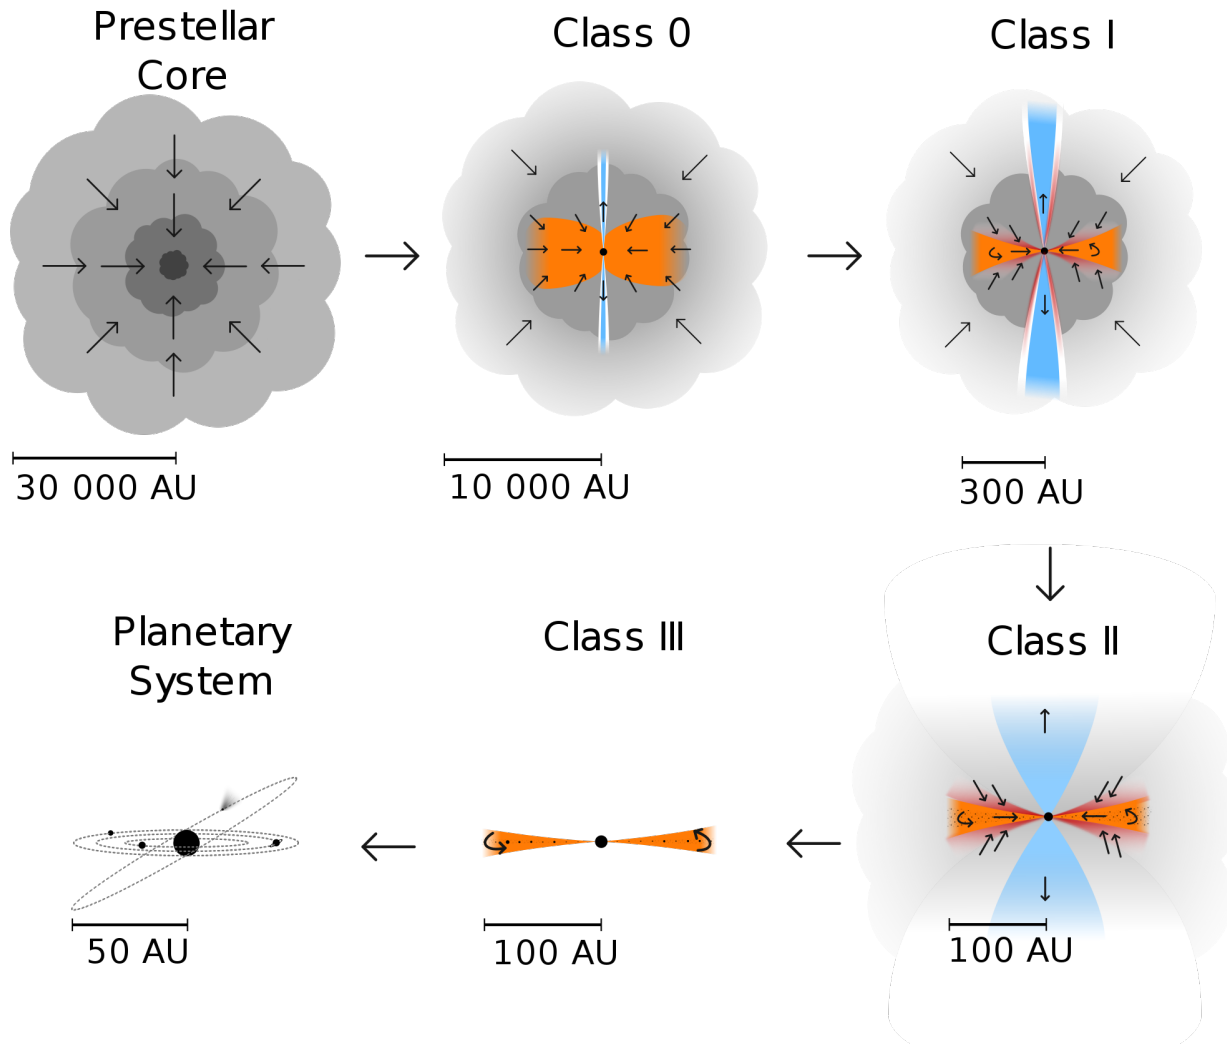 Prestellar
Core
Class 0
Class I
30 000 AU
10 000 AU
300 AU
Planetary
System
Class III
Class II
50 AU
100 AU
100 AU